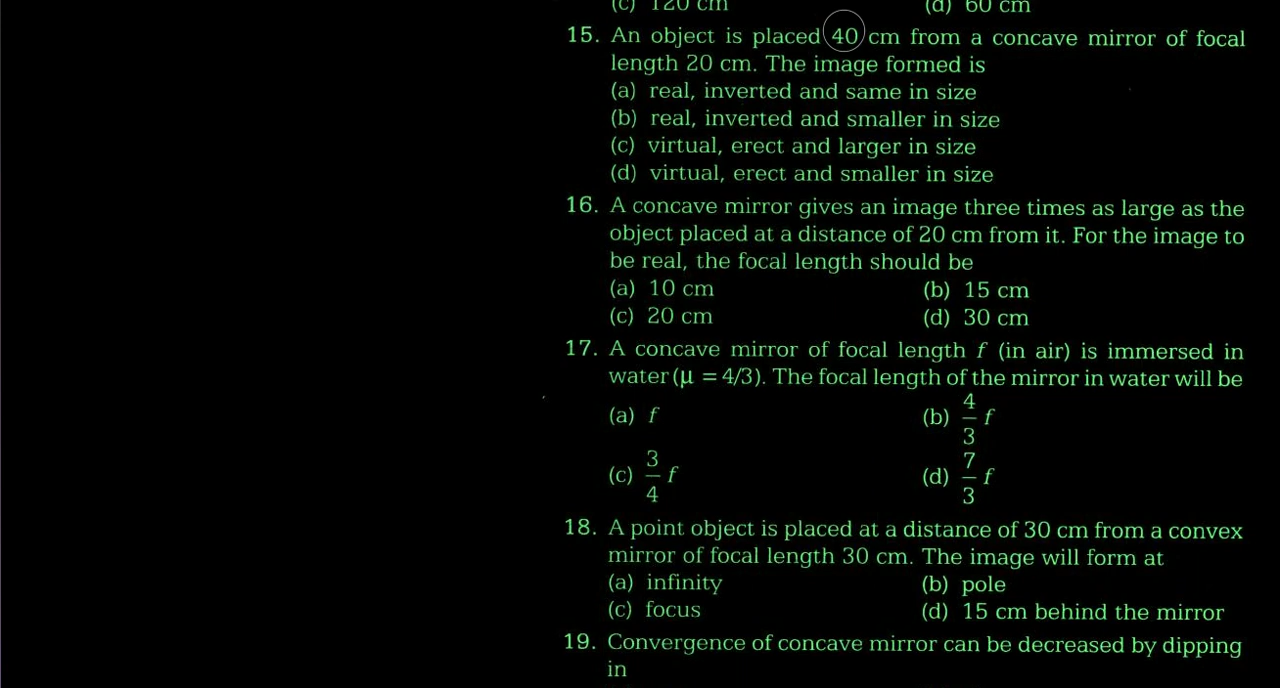 (c) 120 cm (d) 60 cm
15. An object is placed 40 cm from a concave mirror of focal
length 20 cm. The image formed is
(a) real, inverted and same in size
(b) real, inverted and smaller in size
(c) virtual, erect and larger in size
(d) virtual, erect and smaller in size
16. A concave mirror gives an image three times as large as the
object placed at a distance of 20 cm from it. For the image to
be real, the focal length should be
(a) 10 cm (b) 15 cm
(c) 20 cm (d) 30 cm
17. A concave mirror of focal length f (in air) is immersed in
water (μ = 4/3). The focal length of the mirror in water will be
(a) f (b) 4/3 f
(c) 3/4 f (d) 7/3 f
18. A point object is placed at a distance of 30 cm from a convex
mirror of focal length 30 cm. The image will form at
(a) infinity (b) pole
(c) focus (d) 15 cm behind the mirror
19. Convergence of concave mirror can be decreased by dipping
in